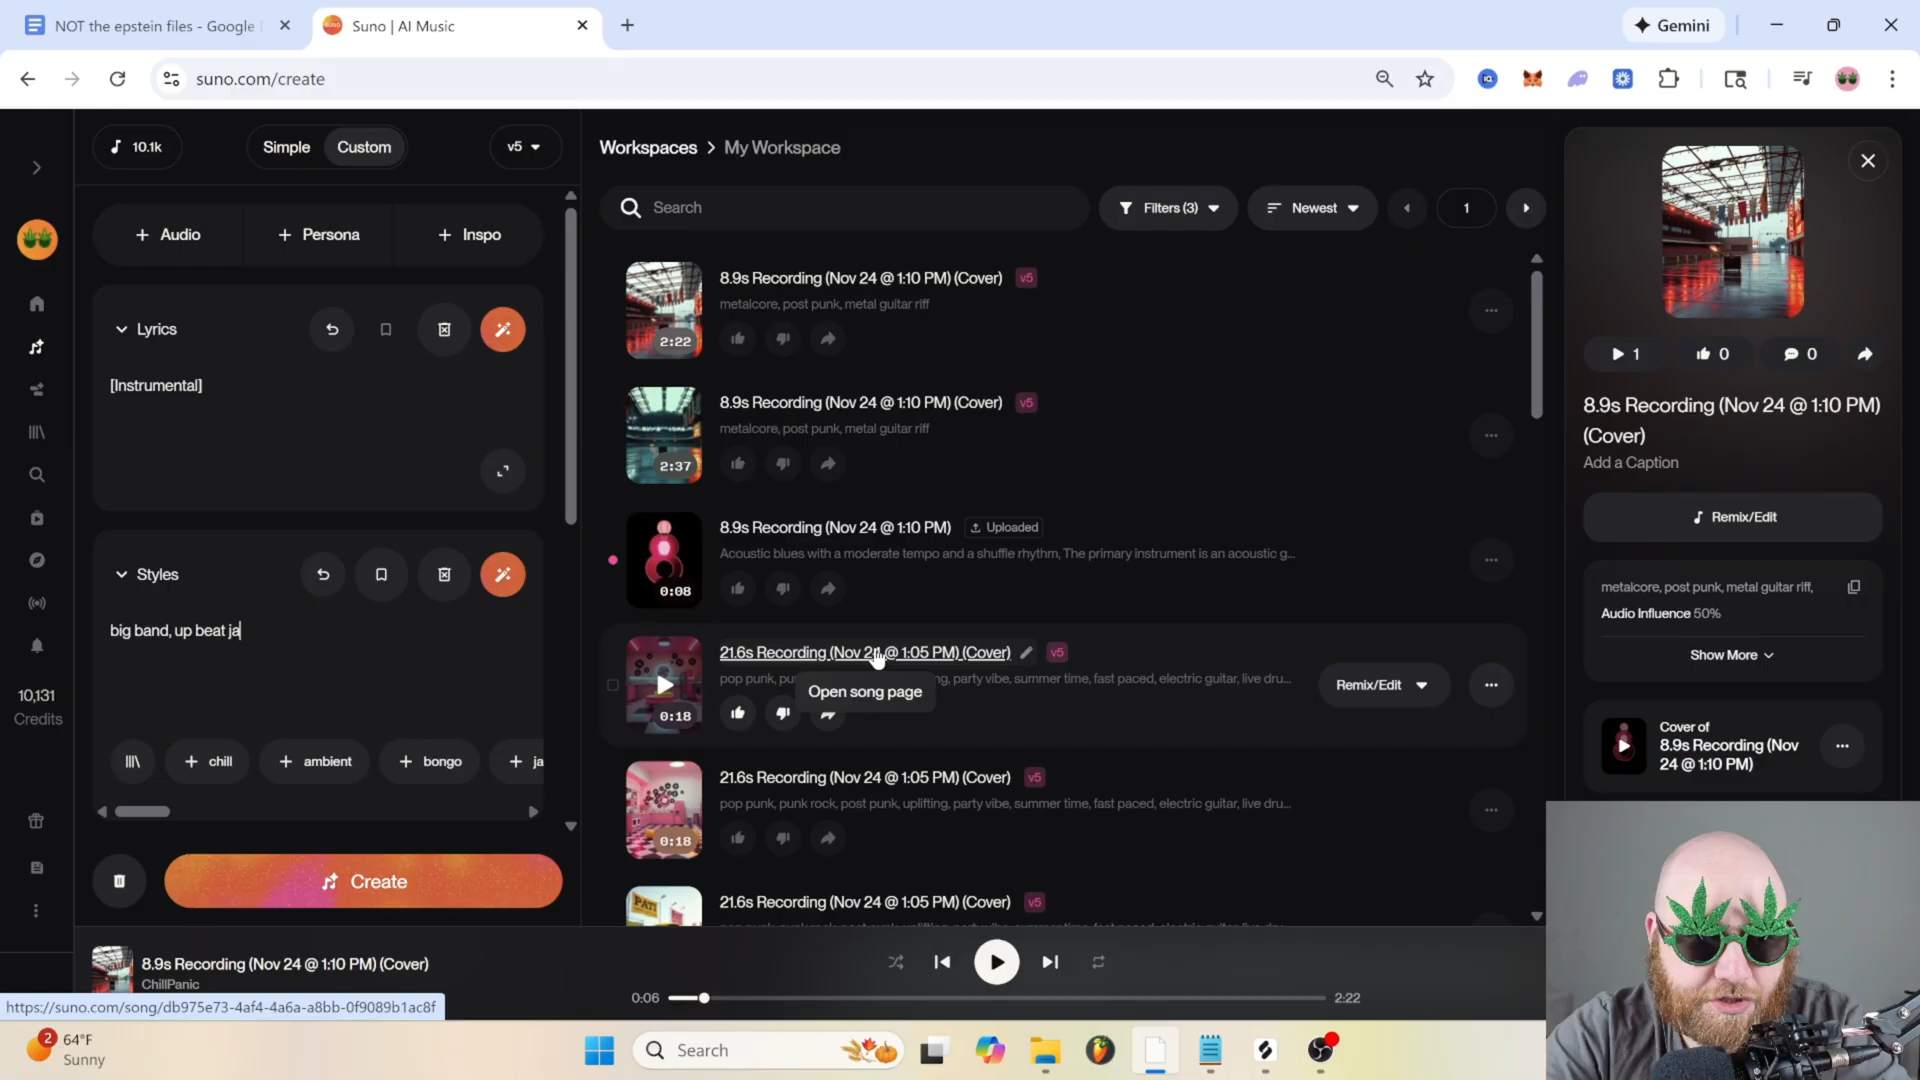 NOT the epstein files - Google
Suno | AI Music
Gemini
suno.com/create
10.1k
Simple
Custom
v5
Workspaces > My Workspace
+ Audio
+ Persona
+ Inspo
Search
Filters (3)
Newest
1
Lyrics
[Instrumental]
Styles
big band, up beat ja
+ chill
+ ambient
+ bongo
+ ja
Create
10,131
Credits
8.9s Recording (Nov 24 @ 1:10 PM) (Cover) v5
metalcore, post punk, metal guitar riff
2:22
8.9s Recording (Nov 24 @ 1:10 PM) (Cover) v5
metalcore, post punk, metal guitar riff
2:37
8.9s Recording (Nov 24 @ 1:10 PM) Uploaded
Acoustic blues with a moderate tempo and a shuffle rhythm, The primary instrument is an acoustic g...
0:08
21.6s Recording (Nov 24 @ 1:05 PM) (Cover) v5
pop punk, pu ng, party vibe, summer time, fast paced, electric guitar, live dru...
Open song page
0:18
Remix/Edit
21.6s Recording (Nov 24 @ 1:05 PM) (Cover) v5
pop punk, punk rock, post punk, uplifting, party vibe, summer time, fast paced, electric guitar, live dru...
0:18
21.6s Recording (Nov 24 @ 1:05 PM) (Cover) v5
PATI
1
0
0
8.9s Recording (Nov 24 @ 1:10 PM)
(Cover)
Add a Caption
Remix/Edit
metalcore, post punk, metal guitar riff,
Audio Influence 50%
Show More
Cover of
8.9s Recording (Nov
24 @ 1:10 PM)
8.9s Recording (Nov 24 @ 1:10 PM) (Cover)
ChillPanic
0:06
2:22
https://suno.com/song/db975e73-4af4-4a6a-a8bb-0f9089b1ac8f
2
64°F
Sunny
Search